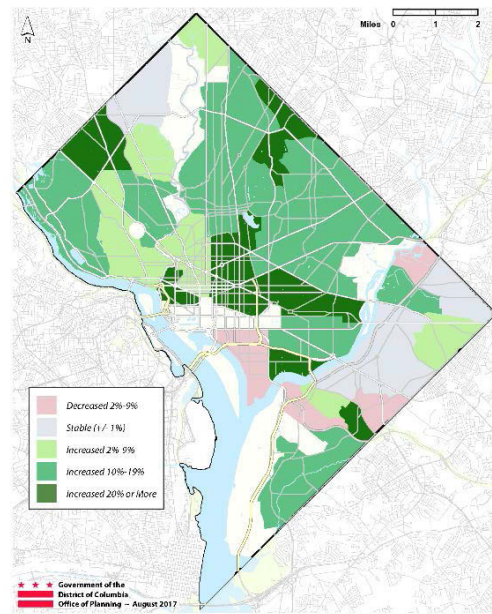 N
Miles 0 1 2
Decreased 2%-9%
Stable (+/- 1%)
Increased 2%-9%
Increased 10%-19%
Increased 20% or More
Government of the
District of Columbia
Office of Planning ~ August 2017